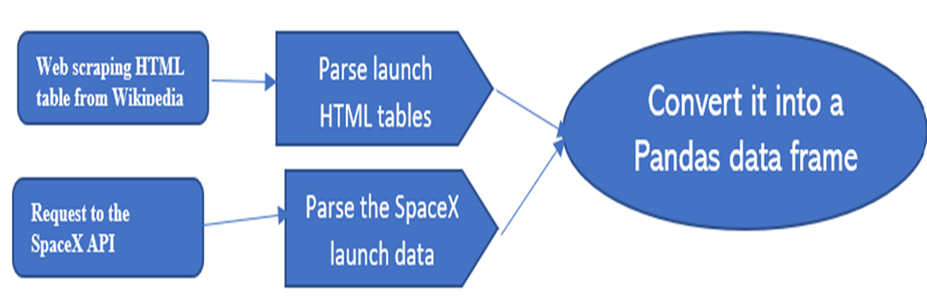 Web scraping HTML
table from Wikipedia
Parse launch
HTML tables
Convert it into a
Pandas data frame
Request to the
SpaceX API
Parse the SpaceX
launch data